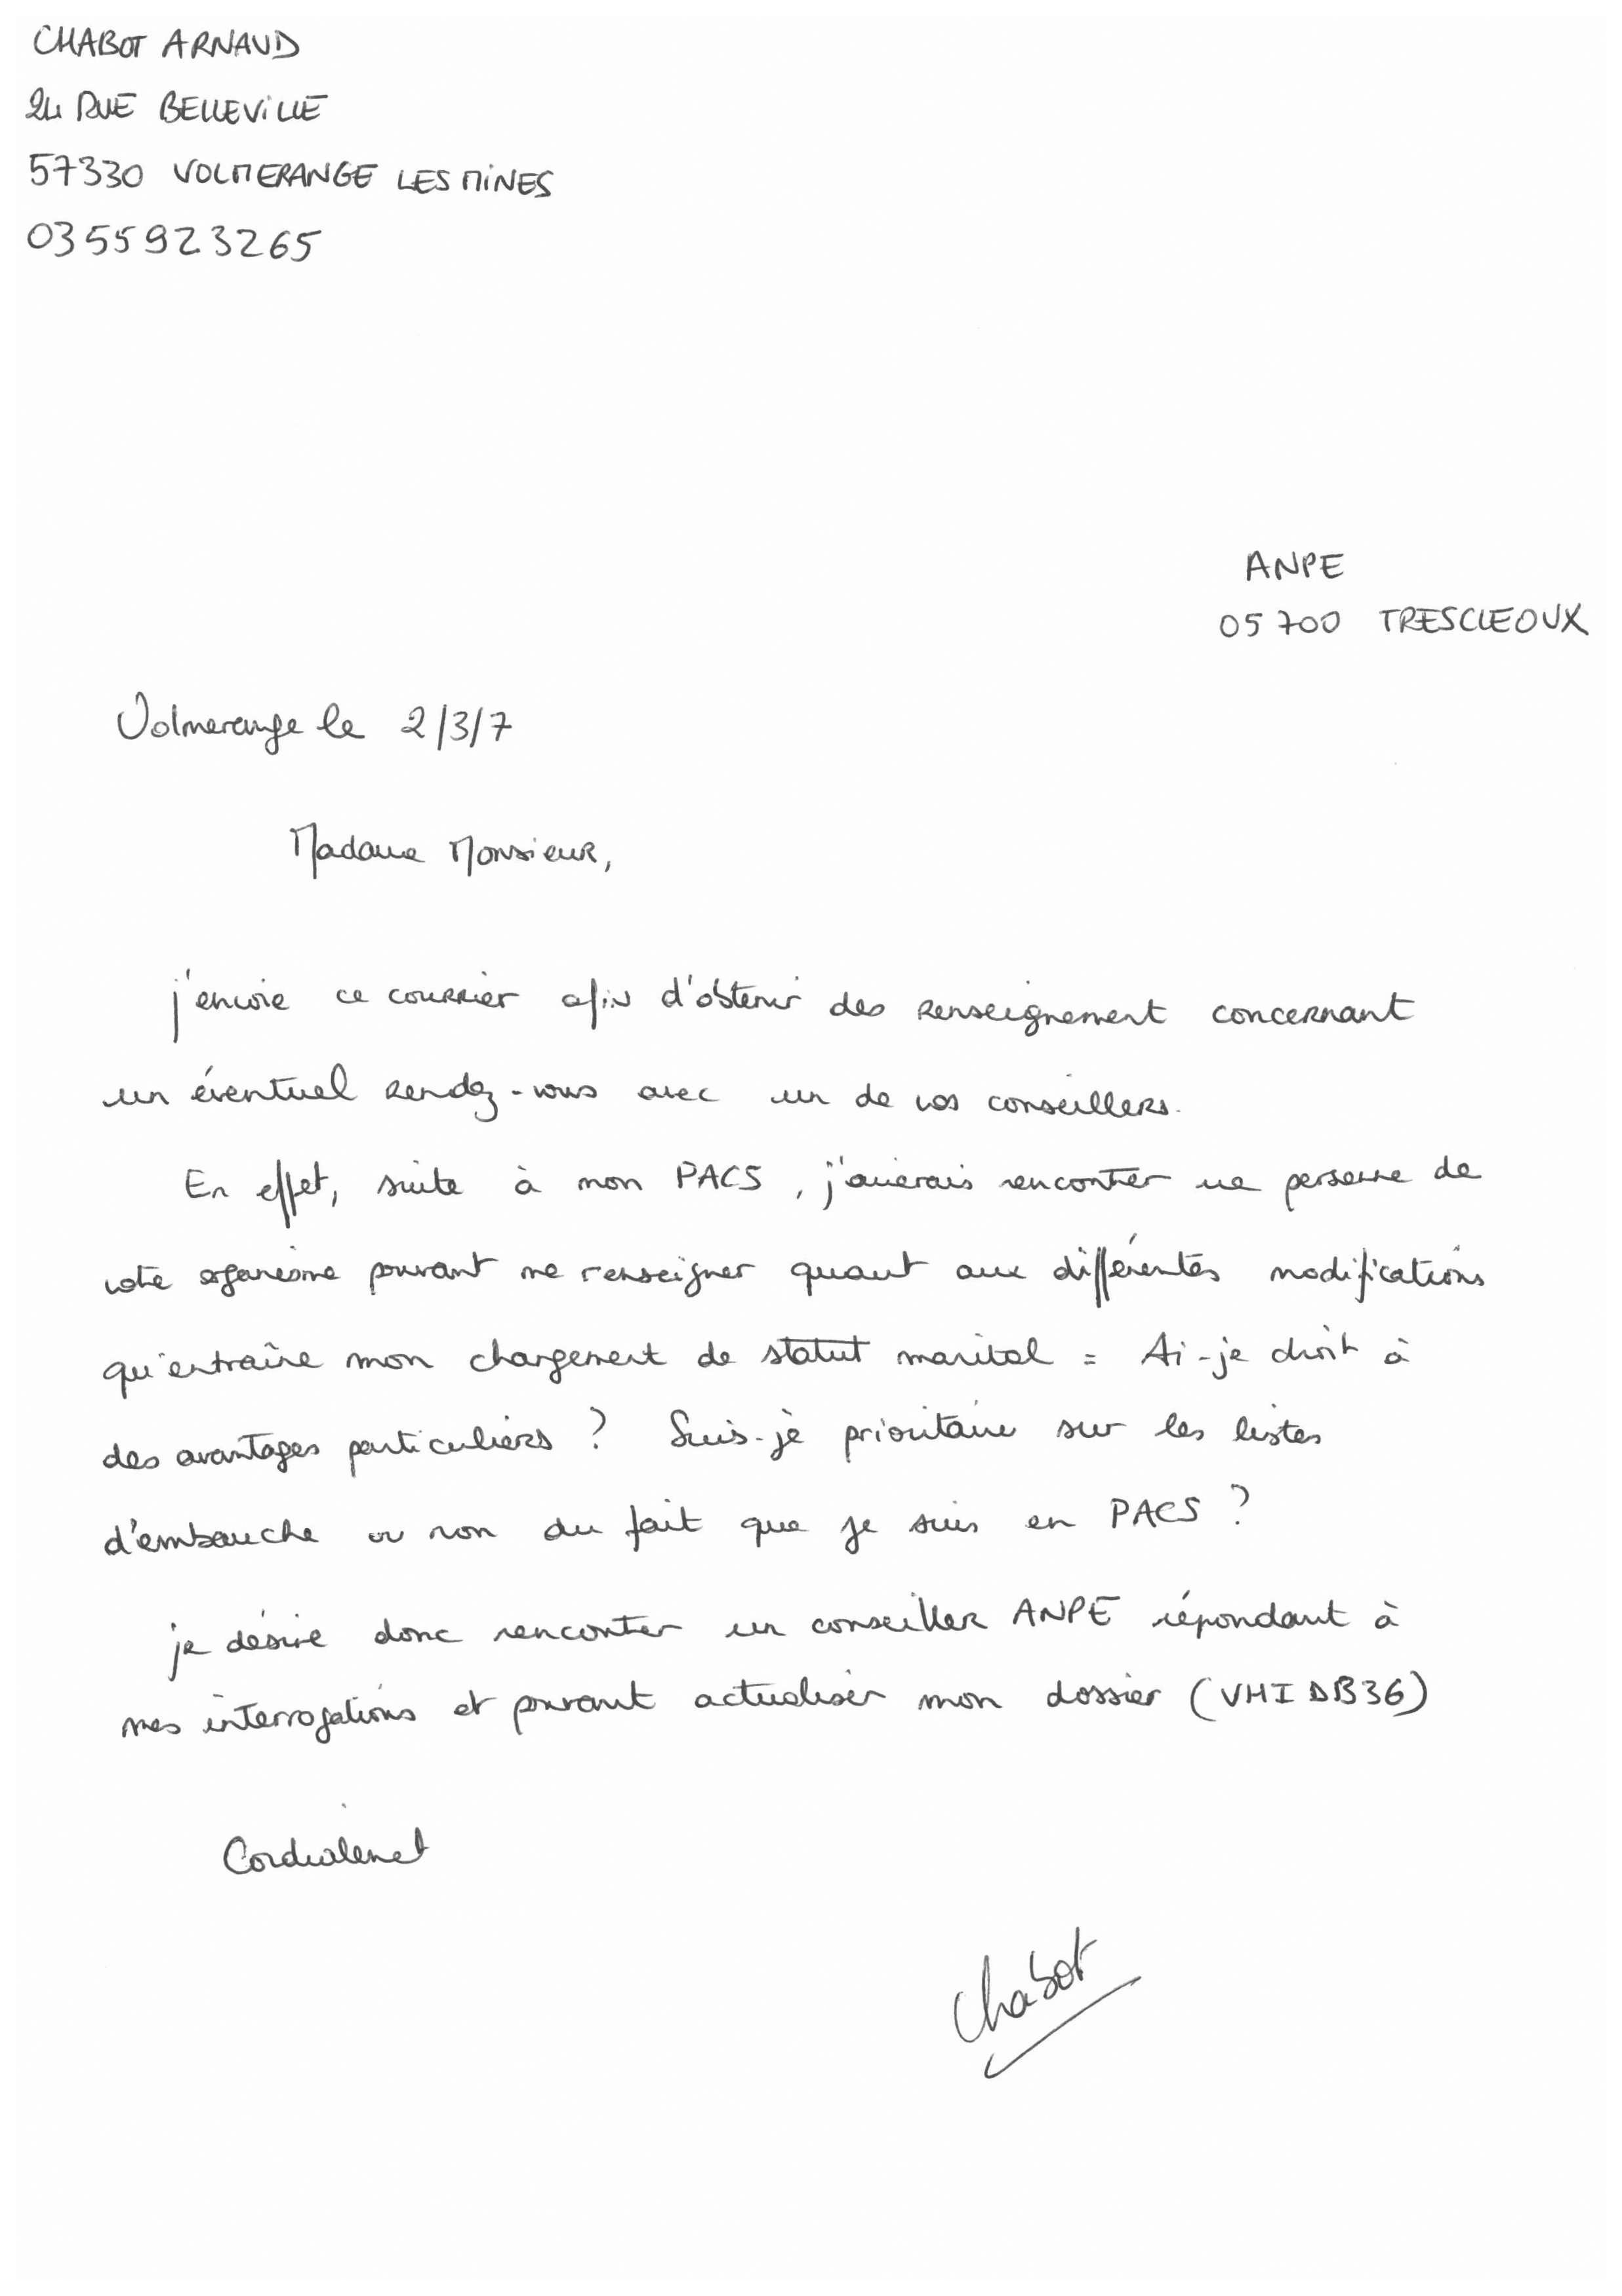 CHABOT ARNAUD
24 RUE BELLEVILLE
57330 VOLMERANGE LES MINES
0355923265
ANPE
05700 TRESCLEOUX
Volmerange le 2/3/7
Madame Monsieur,
j'envoie ce courrier afin d'obtenir des renseignement concernant
un éventuel rendez-vous avec un de vos conseillers.
En effet, suite à mon PACS, j'aimerais rencontrer une personne de
votre organisme pouvant me renseigner quant aux différentes modifications
qu'entraîne mon changement de statut marital : Ai-je droit à
des avantages particuliers ? Suis-je prioritaire sur les listes
d'embauche ou non du fait que je suis en PACS ?
je désire donc rencontrer un conseiller ANPE répondant à
mes interrogations et pouvant actualiser mon dossier (VHIDB36)
Cordialement
Chabot